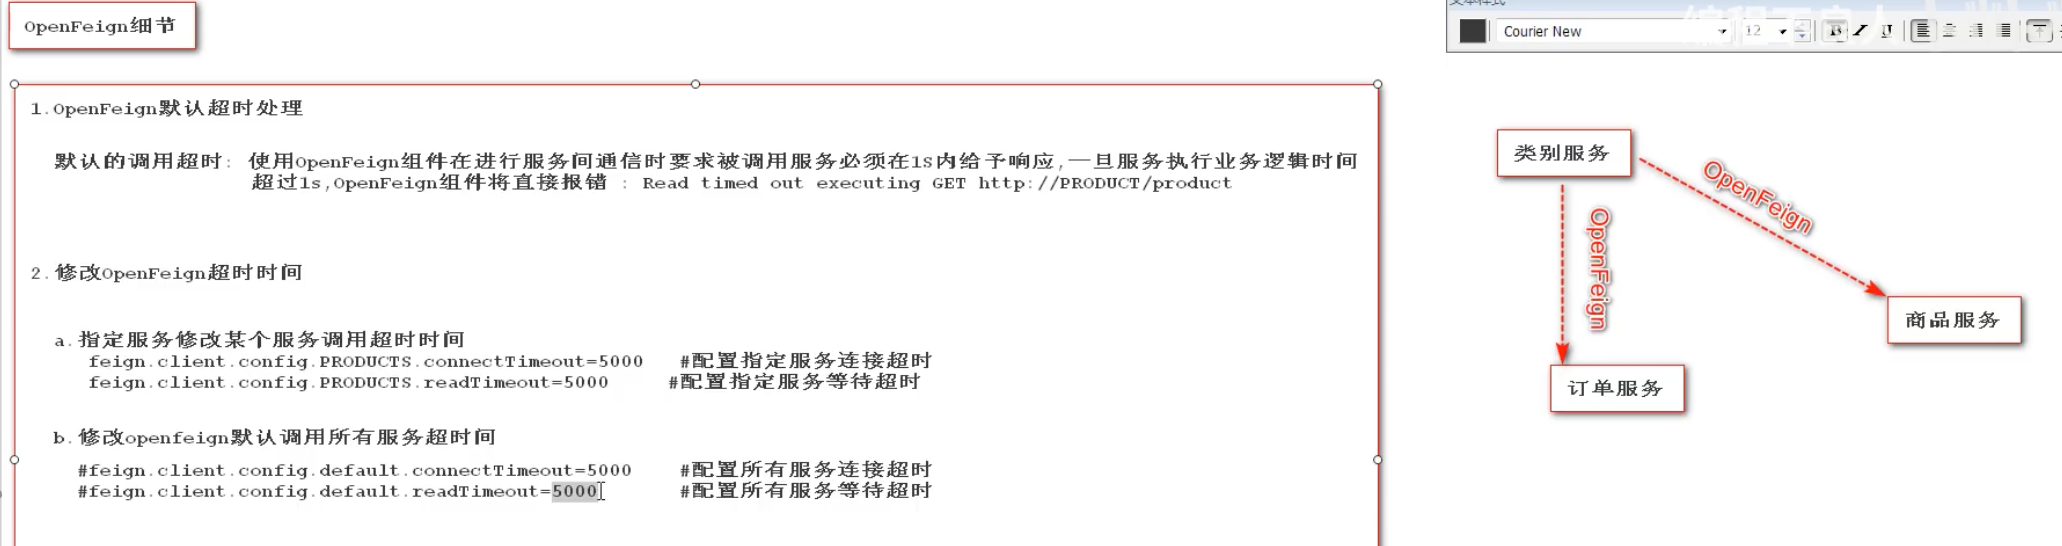 OpenFeign细节
文本样式
编程不良人
Courier New
12
B I U
1.OpenFeign默认超时处理
默认的调用超时: 使用OpenFeign组件在进行服务间通信时要求被调用服务必须在1S内给予响应,一旦服务执行业务逻辑时间
超过1s,OpenFeign组件将直接报错 : Read timed out executing GET http://PRODUCT/product
2.修改OpenFeign超时时间
a.指定服务修改某个服务调用超时时间
feign.client.config.PRODUCTS.connectTimeout=5000 #配置指定服务连接超时
feign.client.config.PRODUCTS.readTimeout=5000 #配置指定服务等待超时
b.修改openfeign默认调用所有服务超时间
#feign.client.config.default.connectTimeout=5000 #配置所有服务连接超时
#feign.client.config.default.readTimeout=5000 #配置所有服务等待超时
类别服务
OpenFeign
OpenFeign
商品服务
订单服务